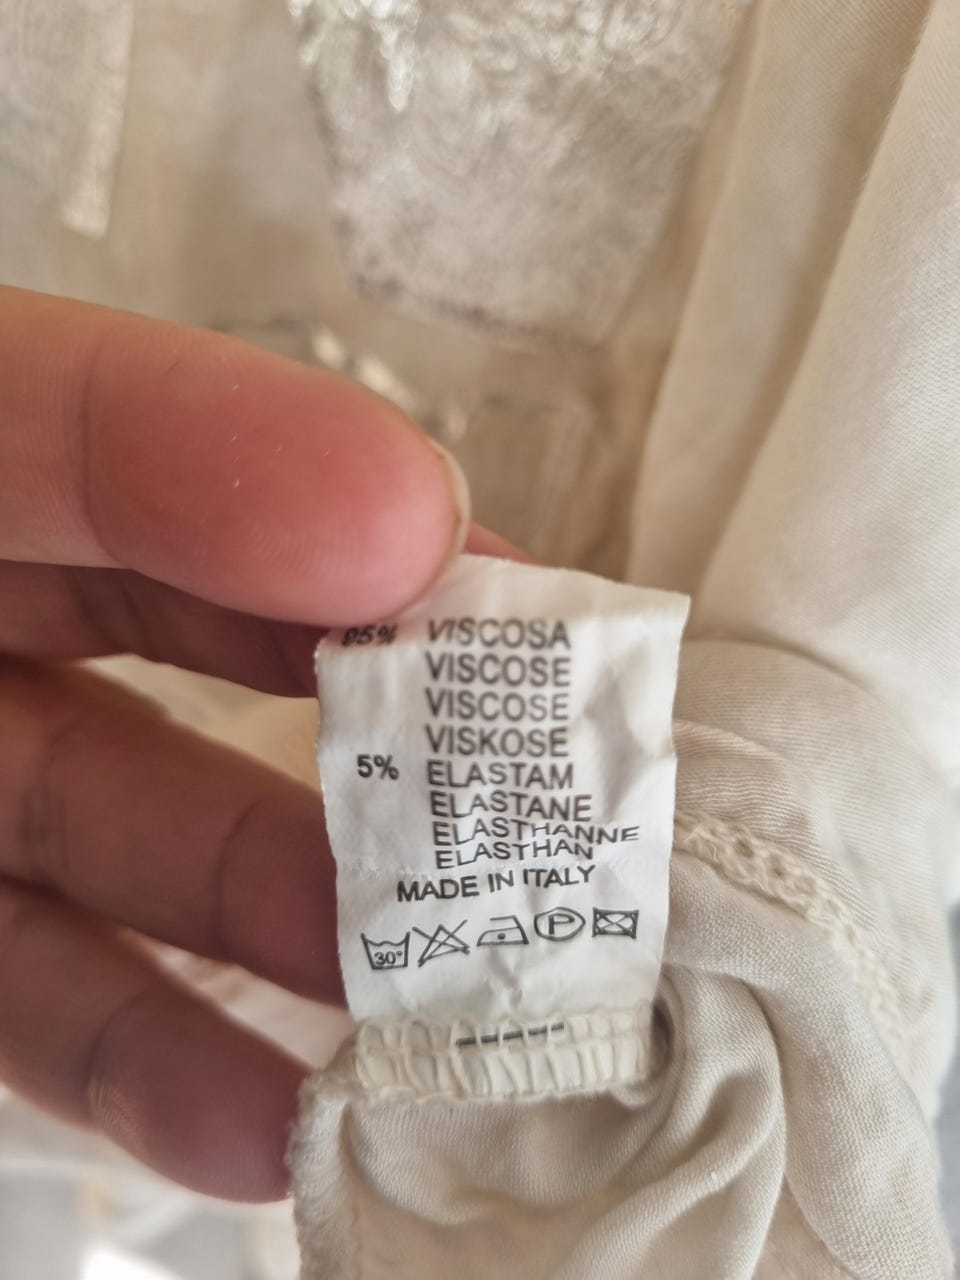 95% VISCOSA
VISCOSE
VISCOSE
VISKOSE
5% ELASTAM
ELASTANE
ELASTHANNE
ELASTHAN
MADE IN ITALY
30°
P